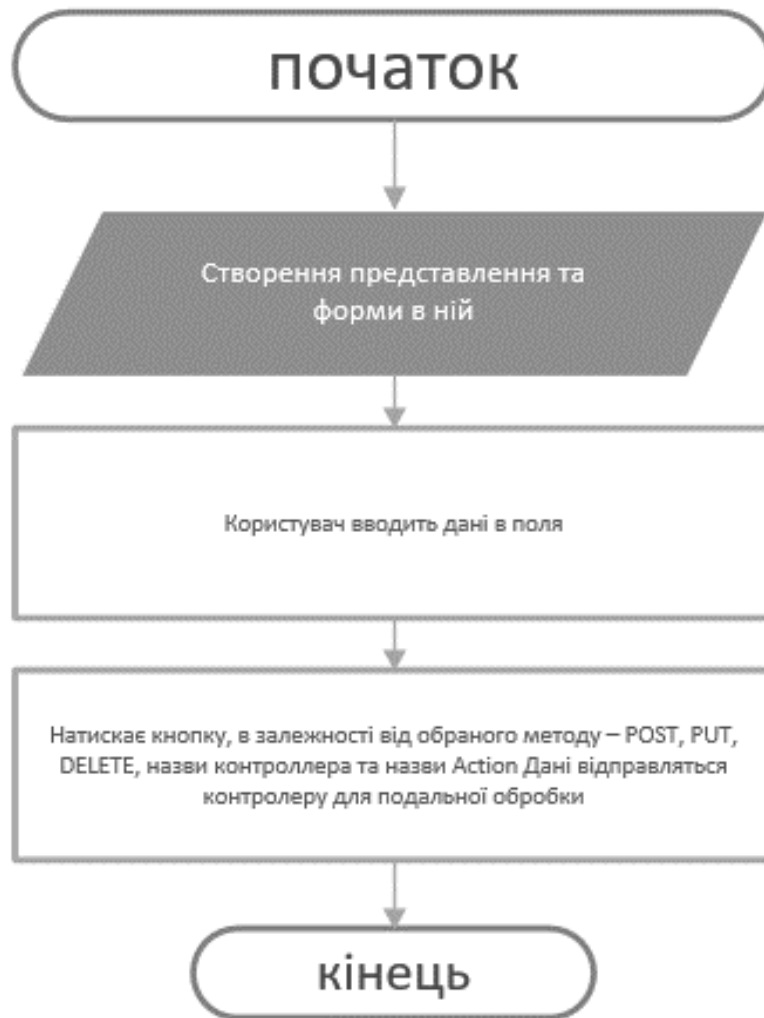 початок
Створення представлення та
форми в ній
Користувач вводить дані в поля
Натискає кнопку, в залежності від обраного методу – POST, PUT,
DELETE, назви контроллера та назви Action Дані відправляться
контролеру для подальної обробки
кінець